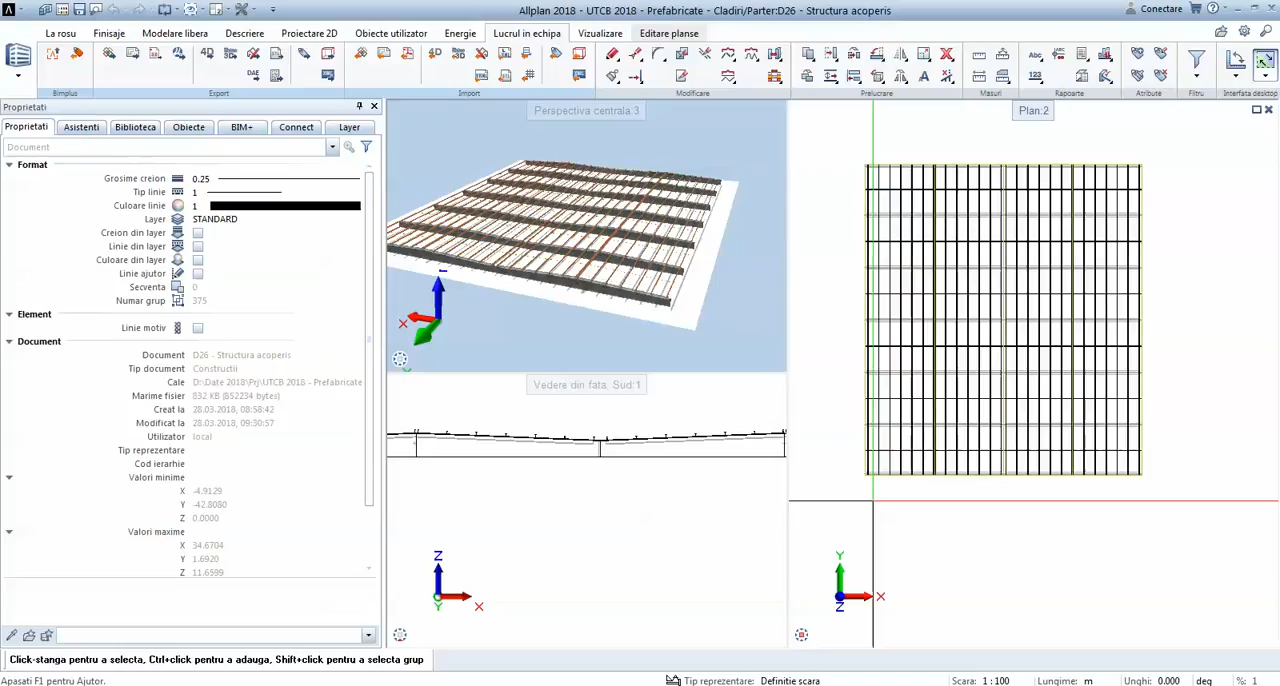 Allplan 2018 - UTCB 2018 - Prefabricate - Cladiri/Parter:D26 - Structura acoperis
Conectare
La rosu Finisaje Modelare libera Descriere Proiectare 2D Obiecte utilizator Energie Lucrul in echipa Vizualizare Editare planse
4D 4D Abc 123 DAE A
Bimplus Export Import Modificare Prelucrare Masuri Rapoarte Atribute Filtru Interfata desktop
Proprietati
Proprietati Asistenti Biblioteca Obiecte BIM+ Connect Layer
Document
Format
Grosime creion 0.25
Tip linie 1
Culoare linie 1
Layer STANDARD
Creion din layer
Linie din layer
Culoare din layer
Linie ajutor
Secventa 0
Numar grup 375
Element
Linie motiv
Document
Document D26 - Structura acoperis
Tip document Constructii
Cale D:\Date 2018\Prj\UTCB 2018 - Prefabricate
Marime fisier 832 KB (852234 bytes)
Creat la 28.03.2018, 08:58:42
Modificat la 28.03.2018, 09:30:57
Utilizator local
Tip reprezentare
Cod ierarhie
Valori minime
X -4.9129
Y -42.8080
Z 0.0000
Valori maxime
X 34.6704
Y 1.6920
Z 11.6599
Perspectiva centrala:3
X
Vedere din fata, Sud:1
Z
Y X
Plan:2
Y
X
Z
Click-stanga pentru a selecta, Ctrl+click pentru a adauga, Shift+click pentru a selecta grup
Apasati F1 pentru Ajutor.
Tip reprezentare: Definitie scara Scara: 1 : 100 Lungime: m Unghi: 0.000 deg %: 1